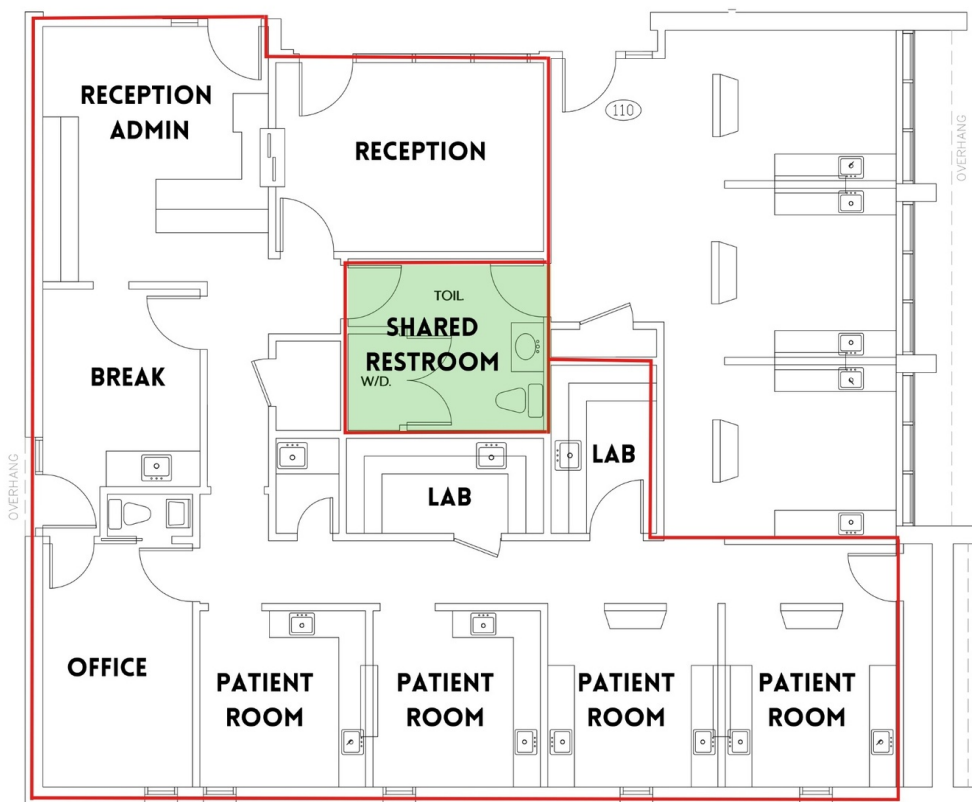 RECEPTION
ADMIN
RECEPTION
110
OVERHANG
TOIL.
SHARED
RESTROOM
W/D.
BREAK
LAB
LAB
OVERHANG
OFFICE
PATIENT
ROOM
PATIENT
ROOM
PATIENT
ROOM
PATIENT
ROOM